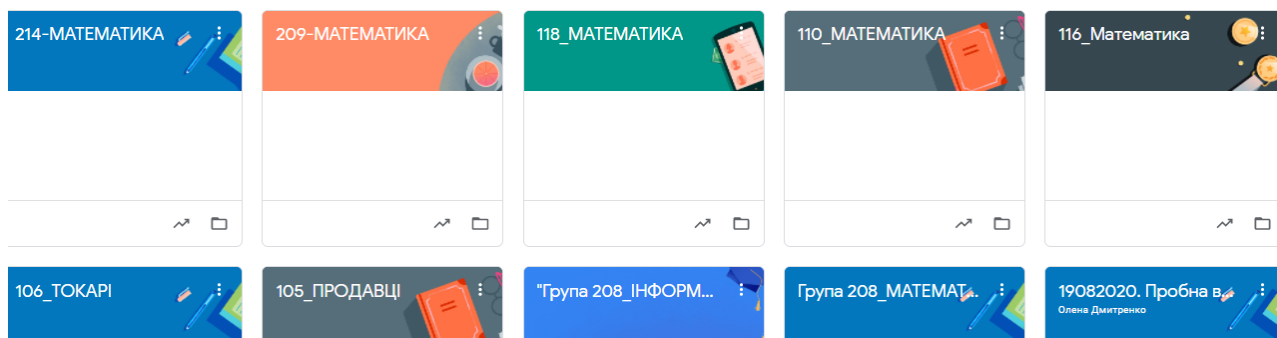 214-МАТЕМАТИКА
209-МАТЕМАТИКА
118_МАТЕМАТИКА
110_МАТЕМАТИКА
116_Математика
106_ТОКАРІ
105_ПРОДАВЦІ
"Група 208_ІНФОРМ...
Група 208_МАТЕМАТ...
19082020. Пробна в...
Олена Дмитренко